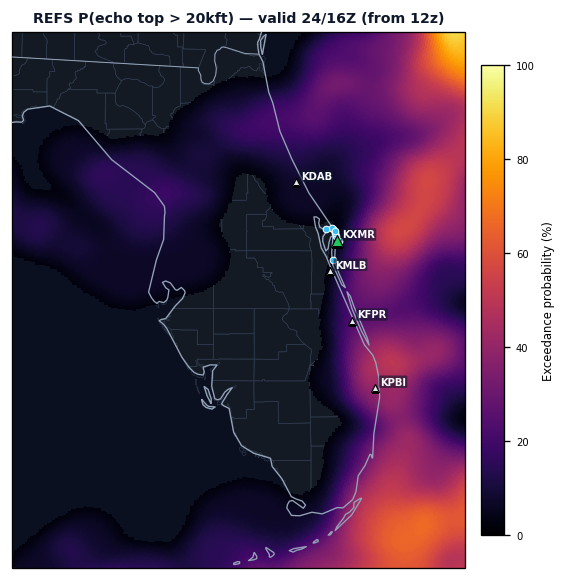 REFS P(echo top > 20kft) — valid 24/16Z (from 12z)
KDAB
KXMR
KMLB
KFPR
KPBI
100
80
60
40
20
0
Exceedance probability (%)